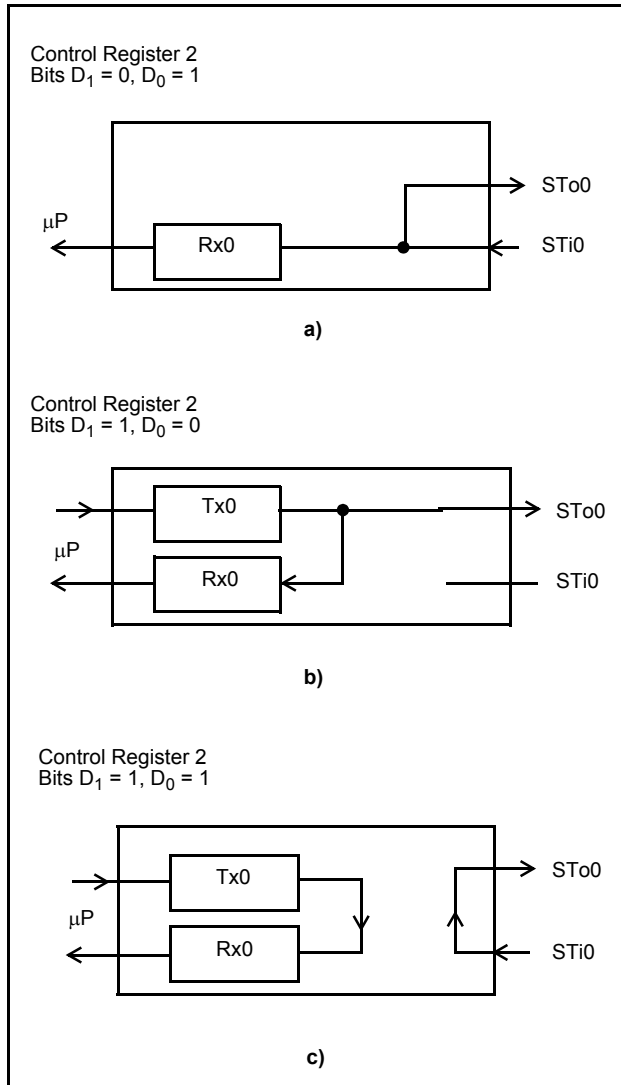 Control Register 2
Bits D₁ = 0, D₀ = 1
STo0
μP
Rx0
STi0
a)
Control Register 2
Bits D₁ = 1, D₀ = 0
Tx0
STo0
μP
Rx0
STi0
b)
Control Register 2
Bits D₁ = 1, D₀ = 1
Tx0
STo0
μP
Rx0
STi0
c)